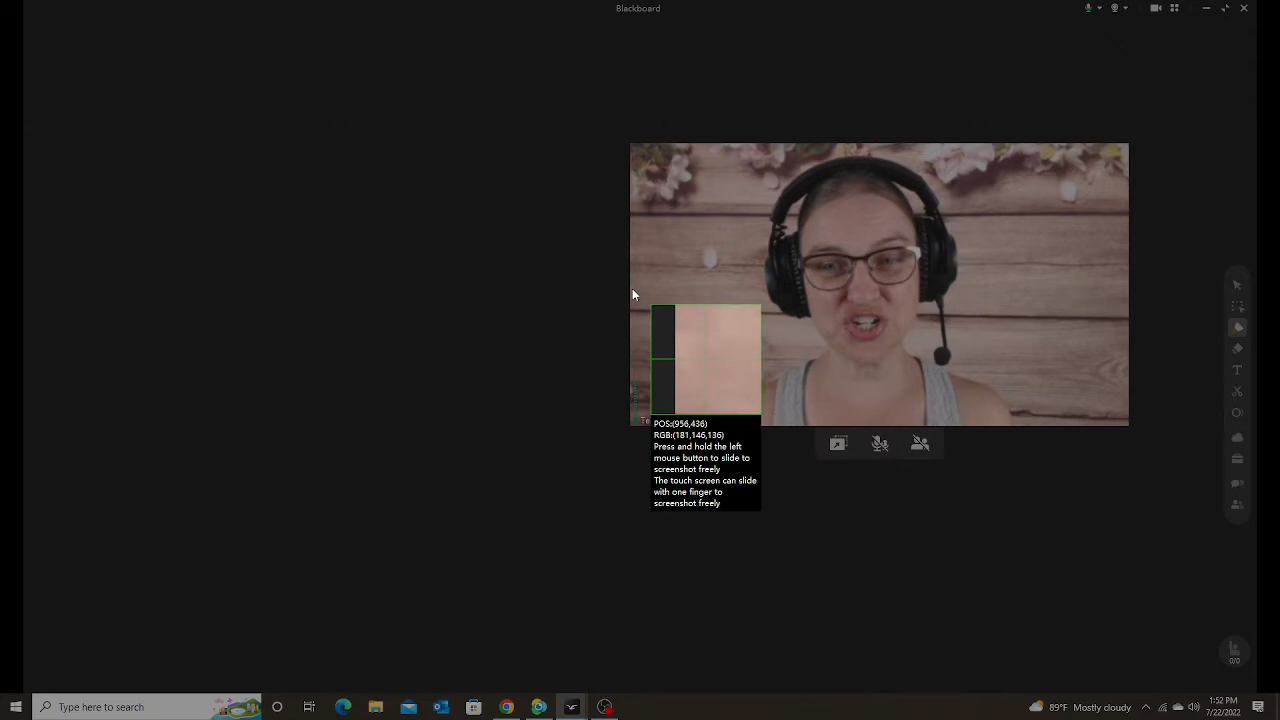 Blackboard
POS:(956,436)
RGB:(181,146,136)
Press and hold the left
mouse button to slide to
screenshot freely
The touch screen can slide
with one finger to
screenshot freely
0/0
Type here to search
89°F Mostly cloudy
1:52 PM
7/22/2022